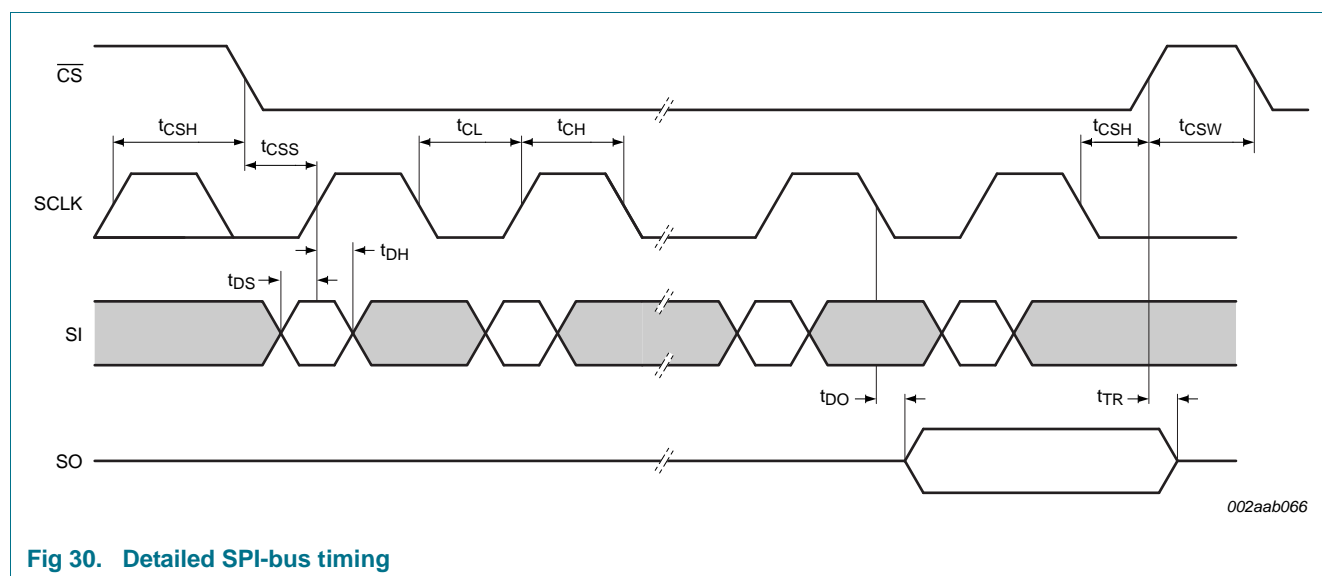 CS
tCSH
tCSS
tCL
tCH
tCSH
tCSW
SCLK
tDH
tDS
SI
tDO
tTR
SO
002aab066
Fig 30. Detailed SPI-bus timing